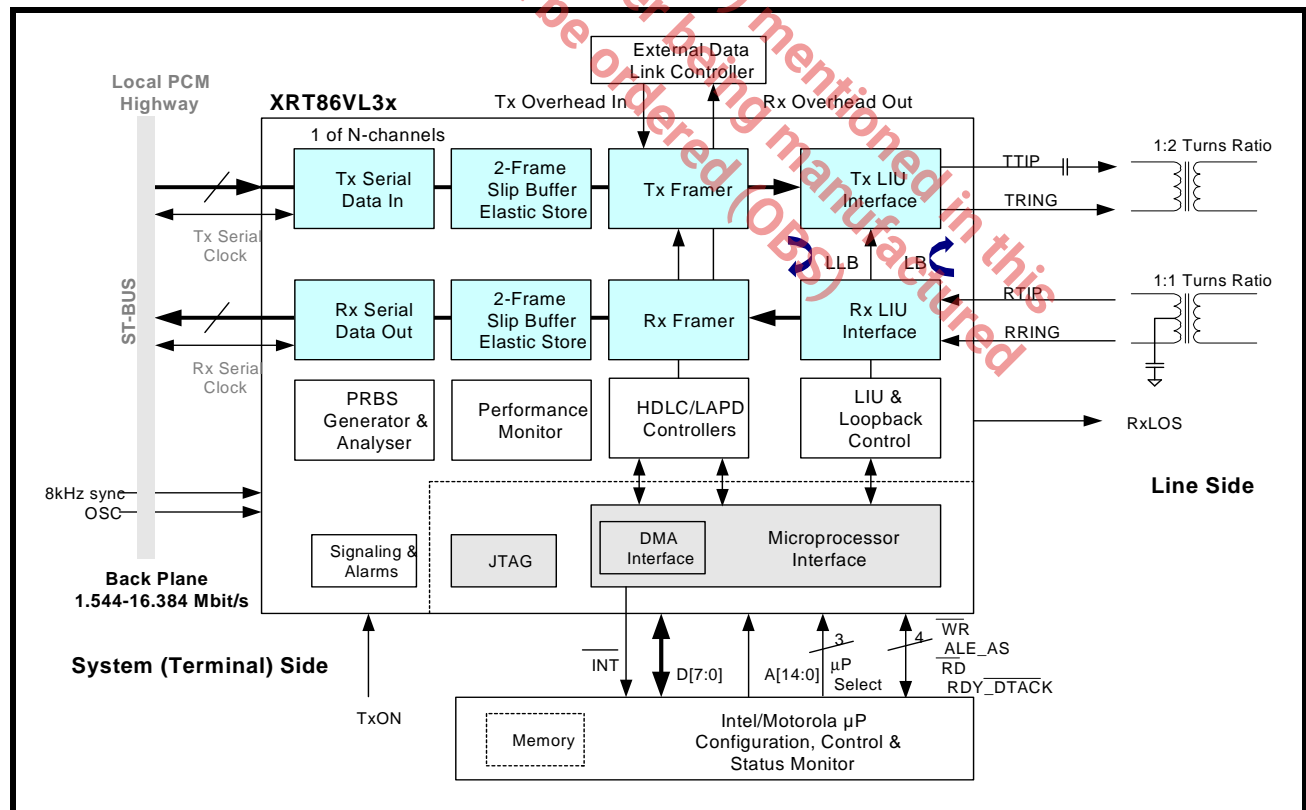 ) mentioned in this
er being manufactured
be ordered (OBS)
External Data
Link Controller
Local PCM
Highway
XRT86VL3x
Tx Overhead In
Rx Overhead Out
1 of N-channels
Tx Serial
Data In
2-Frame
Slip Buffer
Elastic Store
Tx Framer
Tx LIU
Interface
TTIP
TRING
1:2 Turns Ratio
Tx Serial
Clock
LLB
LB
ST-BUS
Rx Serial
Data Out
2-Frame
Slip Buffer
Elastic Store
Rx Framer
Rx LIU
Interface
RTIP
RRING
1:1 Turns Ratio
Rx Serial
Clock
PRBS
Generator &
Analyser
Performance
Monitor
HDLC/LAPD
Controllers
LIU &
Loopback
Control
RxLOS
Line Side
8kHz sync
OSC
Signaling &
Alarms
JTAG
DMA
Interface
Microprocessor
Interface
Back Plane
1.544-16.384 Mbit/s
System (Terminal) Side
TxON
INT
D[7:0]
A[14:0]
3
µP
Select
4
WR
ALE_AS
RD
RDY_DTACK
Memory
Intel/Motorola µP
Configuration, Control &
Status Monitor